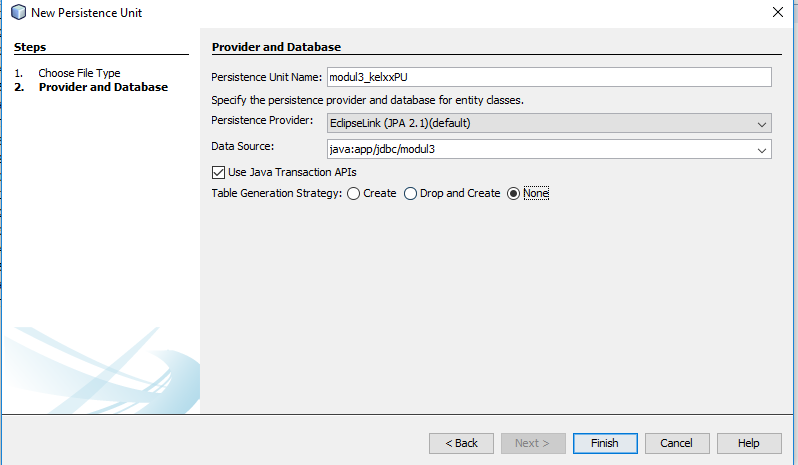 New Persistence Unit
Steps
1. Choose File Type
2. Provider and Database
Provider and Database
Persistence Unit Name: modul3_kelxxPU
Specify the persistence provider and database for entity classes.
Persistence Provider: EclipseLink (JPA 2.1)(default)
Data Source: java:app/jdbc/modul3
Use Java Transaction APIs
Table Generation Strategy: Create Drop and Create None
< Back Next > Finish Cancel Help